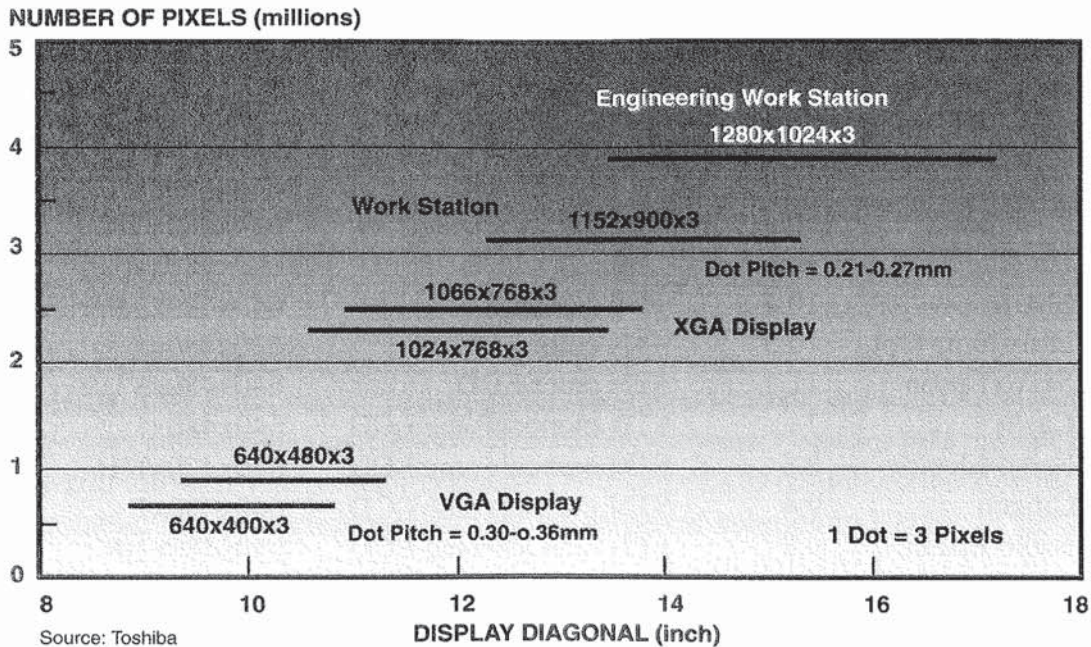 NUMBER OF PIXELS (millions)
5
Engineering Work Station
1280x1024x3
4
Work Station
1152x900x3
3
Dot Pitch = 0.21-0.27mm
1066x768x3
XGA Display
1024x768x3
2
1
640x480x3
VGA Display
640x400x3
Dot Pitch = 0.30-o.36mm
1 Dot = 3 Pixels
0
8 10 12 14 16 18
Source: Toshiba
DISPLAY DIAGONAL (inch)